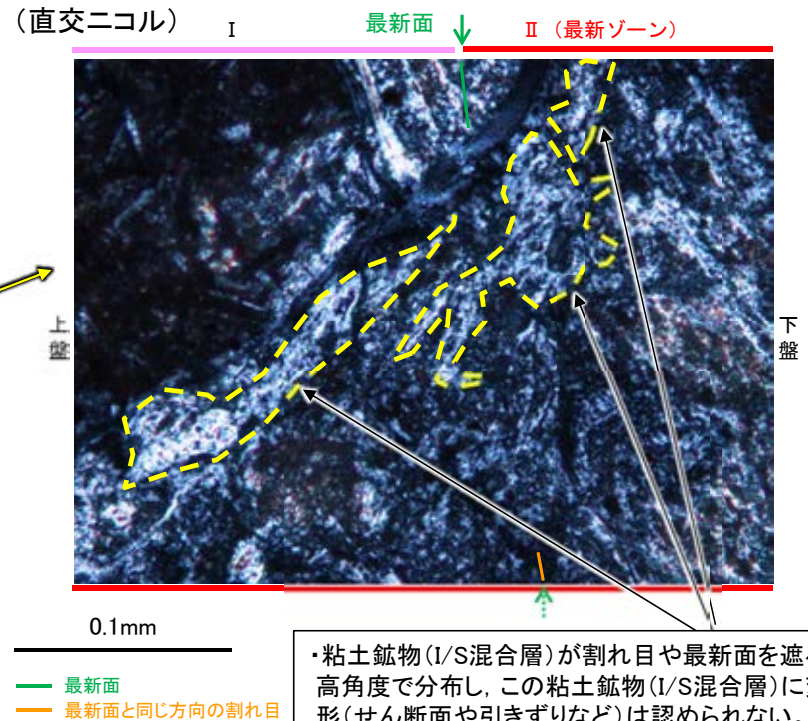 (直交ニコル)
Ⅰ
最新面
Ⅱ (最新ゾーン)
上盤
下盤
0.1mm
最新面
最新面と同じ方向の割れ目
・粘土鉱物(I/S混合層)が割れ目や最新面を遮
高角度で分布し,この粘土鉱物(I/S混合層)に
形(せん断面や引きずりなど)は認められない。